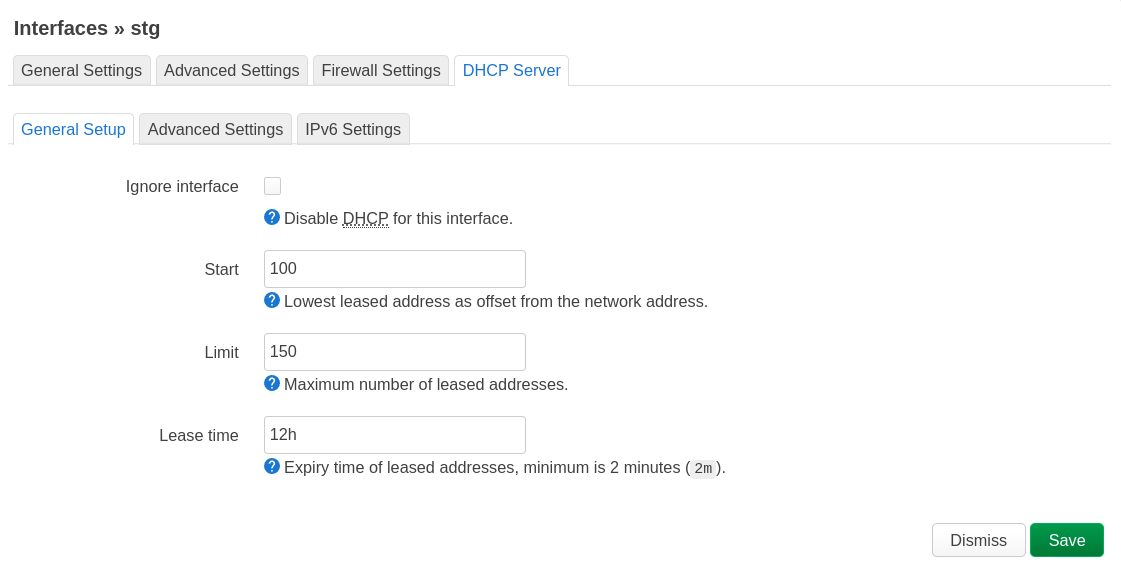 Interfaces » stg
General Settings Advanced Settings Firewall Settings DHCP Server
General Setup Advanced Settings IPv6 Settings
Ignore interface
? Disable DHCP for this interface.
Start 100
? Lowest leased address as offset from the network address.
Limit 150
? Maximum number of leased addresses.
Lease time 12h
? Expiry time of leased addresses, minimum is 2 minutes (2m).
Dismiss Save